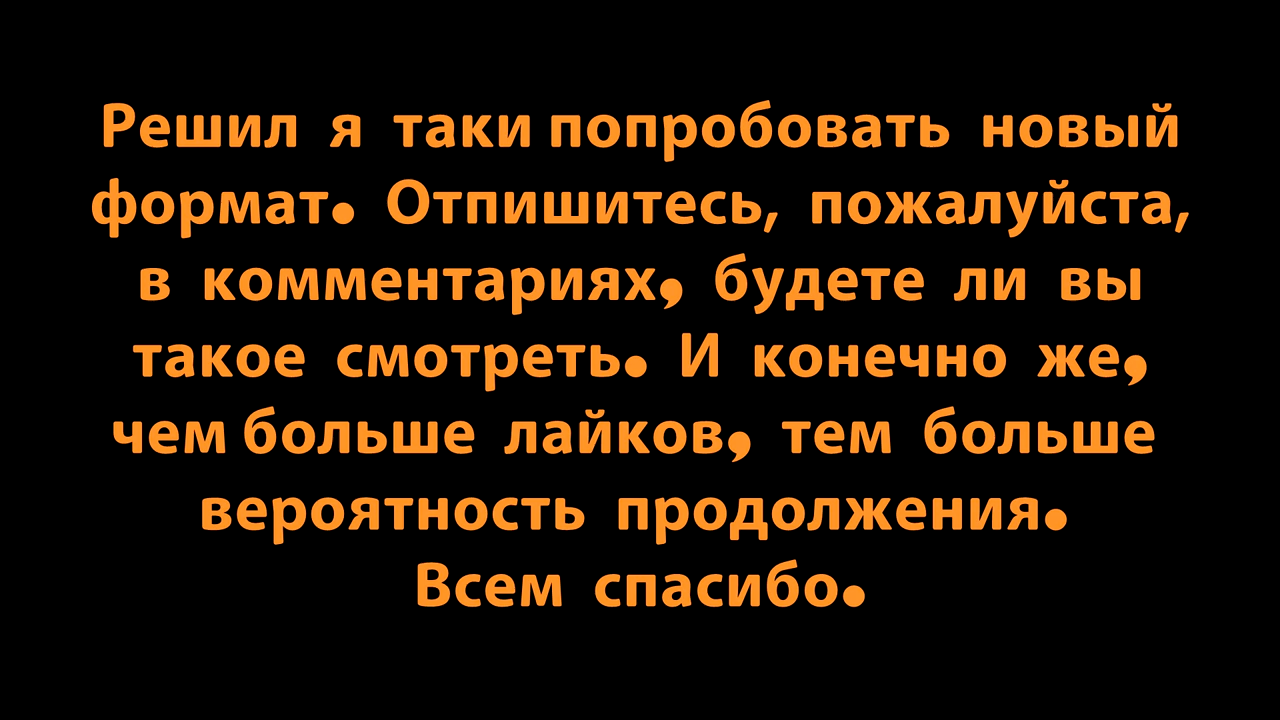 Решил я таки попробовать новый
формат. Отпишитесь, пожалуйста,
в комментариях, будете ли вы
такое смотреть. И конечно же,
чем больше лайков, тем больше
вероятность продолжения.
Всем спасибо.